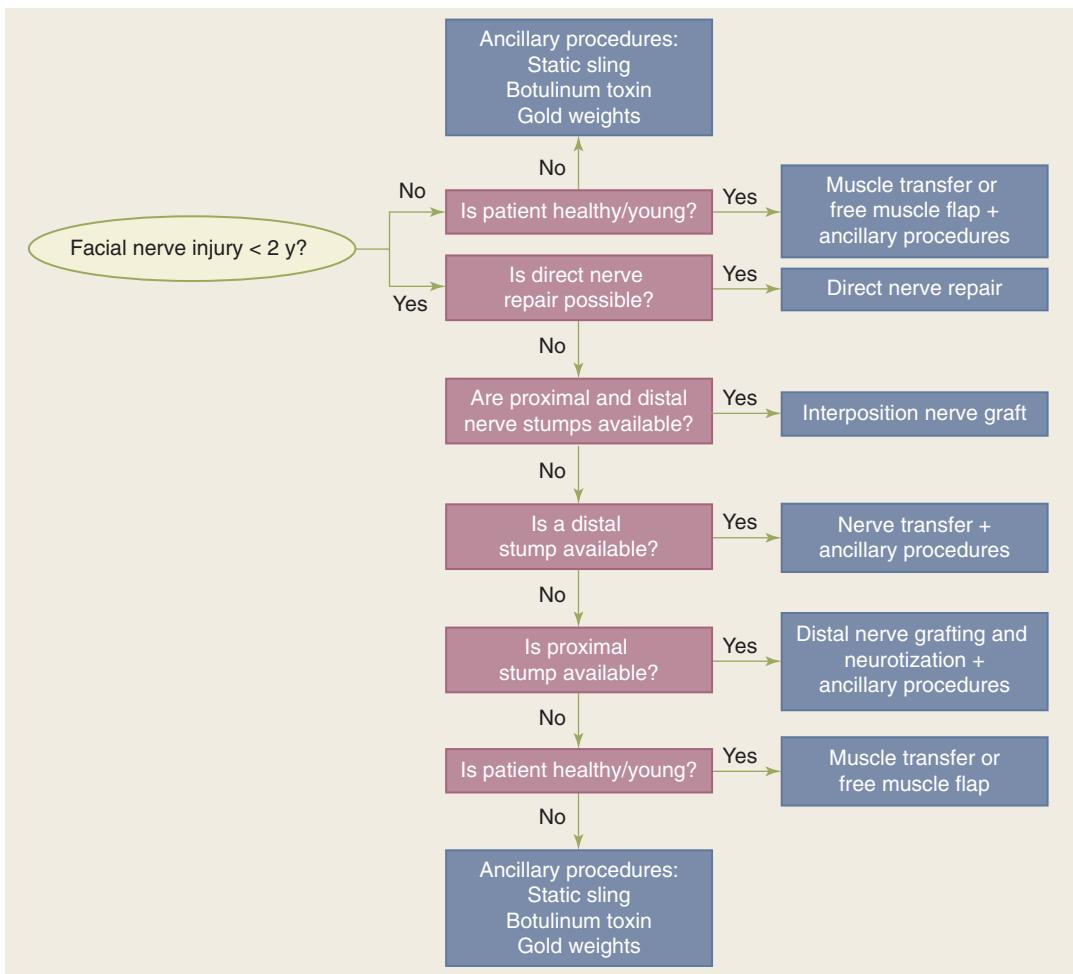 Ancillary procedures:
Static sling
Botulinum toxin
Gold weights
No
No
Is patient healthy/young?
Yes
Muscle transfer or
free muscle flap +
ancillary procedures
Facial nerve injury < 2 y?
Yes
Is direct nerve
repair possible?
Yes
Direct nerve repair
No
Are proximal and distal
nerve stumps available?
Yes
Interposition nerve graft
No
Is a distal
stump available?
Yes
Nerve transfer +
ancillary procedures
No
Is proximal
stump available?
Yes
Distal nerve grafting and
neurotization +
ancillary procedures
No
Is patient healthy/young?
Yes
Muscle transfer or
free muscle flap
No
Ancillary procedures:
Static sling
Botulinum toxin
Gold weights